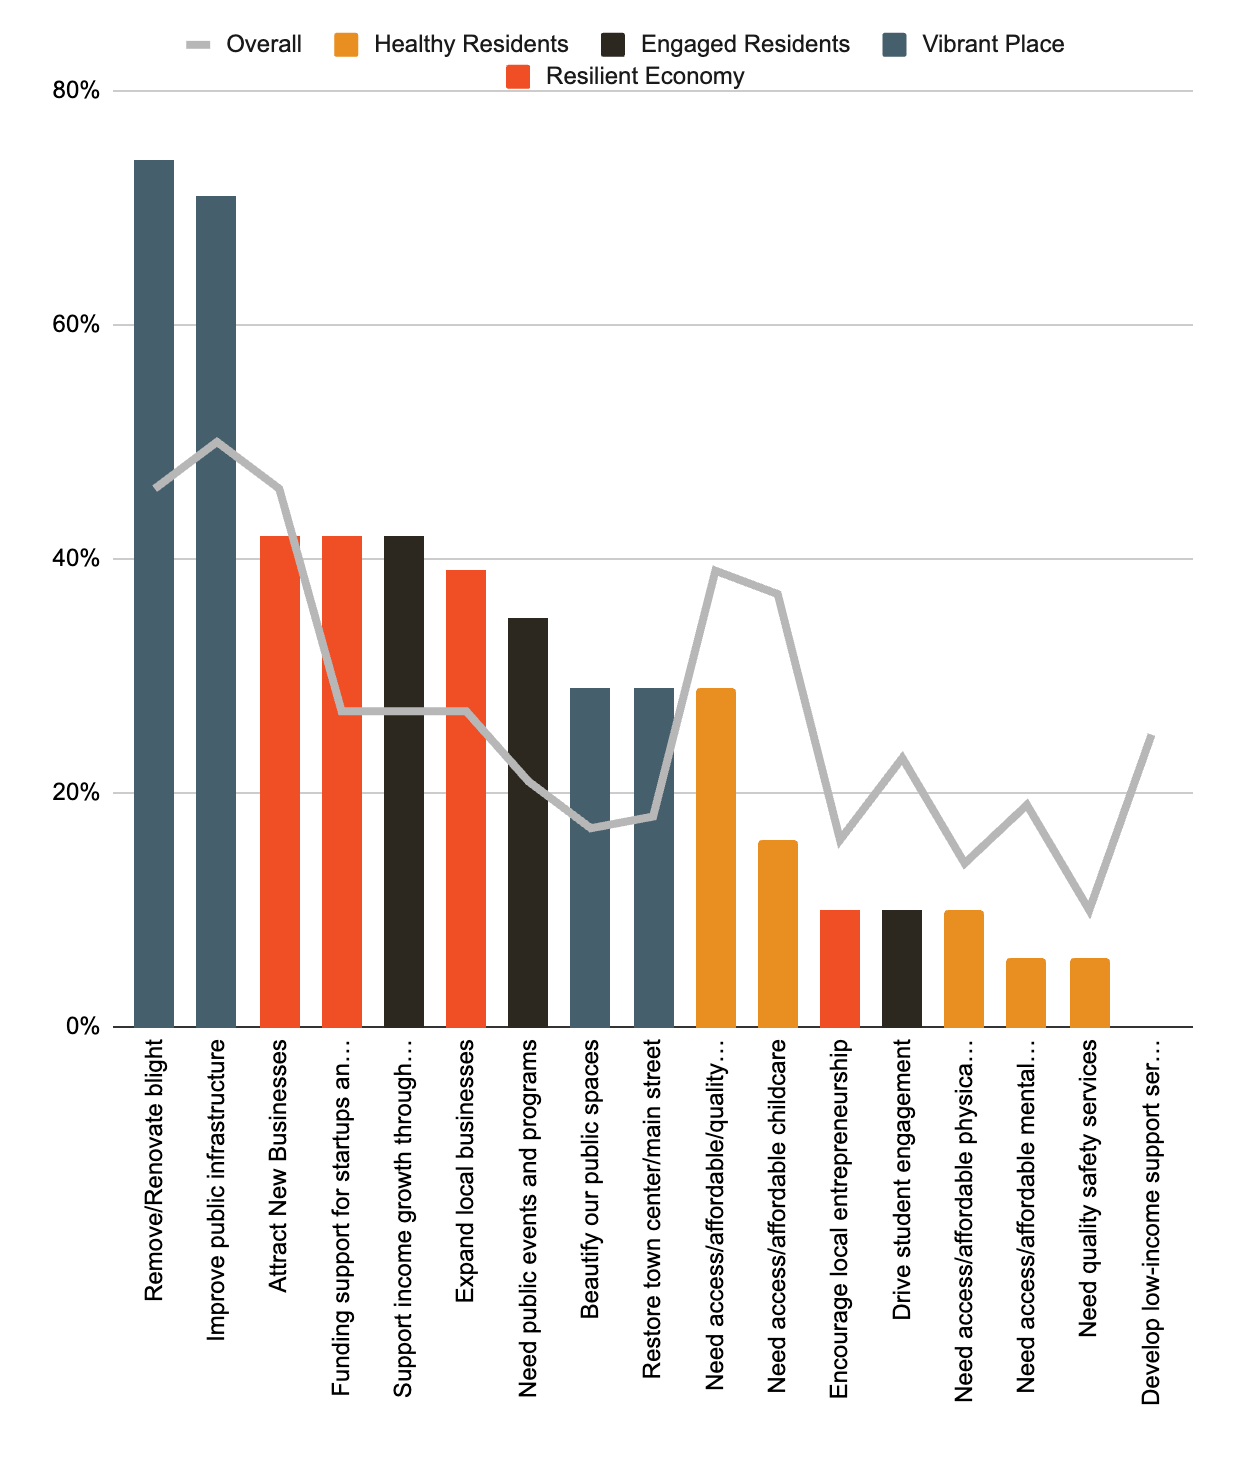 Overall Healthy Residents Engaged Residents Vibrant Place
Resilient Economy
80%
60%
40%
20%
0%
Remove/Renovate blight
Improve public infrastructure
Attract New Businesses
Funding support for startups an…
Support income growth through…
Expand local businesses
Need public events and programs
Beautify our public spaces
Restore town center/main street
Need access/affordable/quality…
Need access/affordable childcare
Encourage local entrepreneurship
Drive student engagement
Need access/affordable physica…
Need access/affordable mental…
Need quality safety services
Develop low-income support ser…